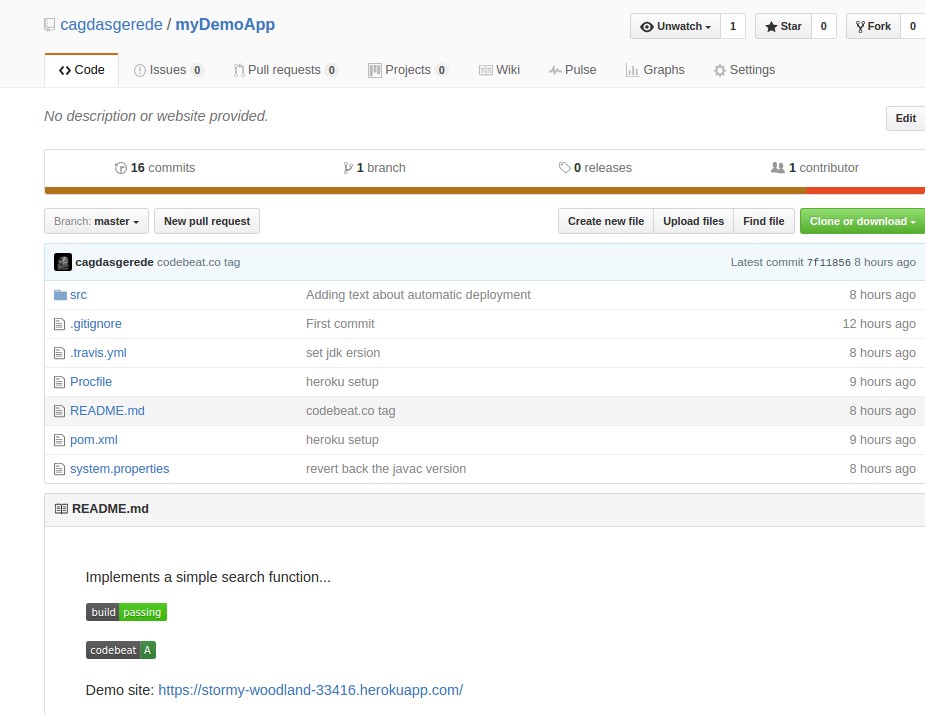 cagdasgerede / myDemoApp
Unwatch 1 Star 0 Fork 0
Code Issues 0 Pull requests 0 Projects 0 Wiki Pulse Graphs Settings
No description or website provided.
Edit
16 commits 1 branch 0 releases 1 contributor
Branch: master New pull request Create new file Upload files Find file Clone or download
cagdasgerede codebeat.co tag Latest commit 7f11856 8 hours ago
src Adding text about automatic deployment 8 hours ago
.gitignore First commit 12 hours ago
.travis.yml set jdk ersion 8 hours ago
Procfile heroku setup 9 hours ago
README.md codebeat.co tag 8 hours ago
pom.xml heroku setup 9 hours ago
system.properties revert back the javac version 8 hours ago
README.md
Implements a simple search function...
build passing
codebeat A
Demo site: https://stormy-woodland-33416.herokuapp.com/